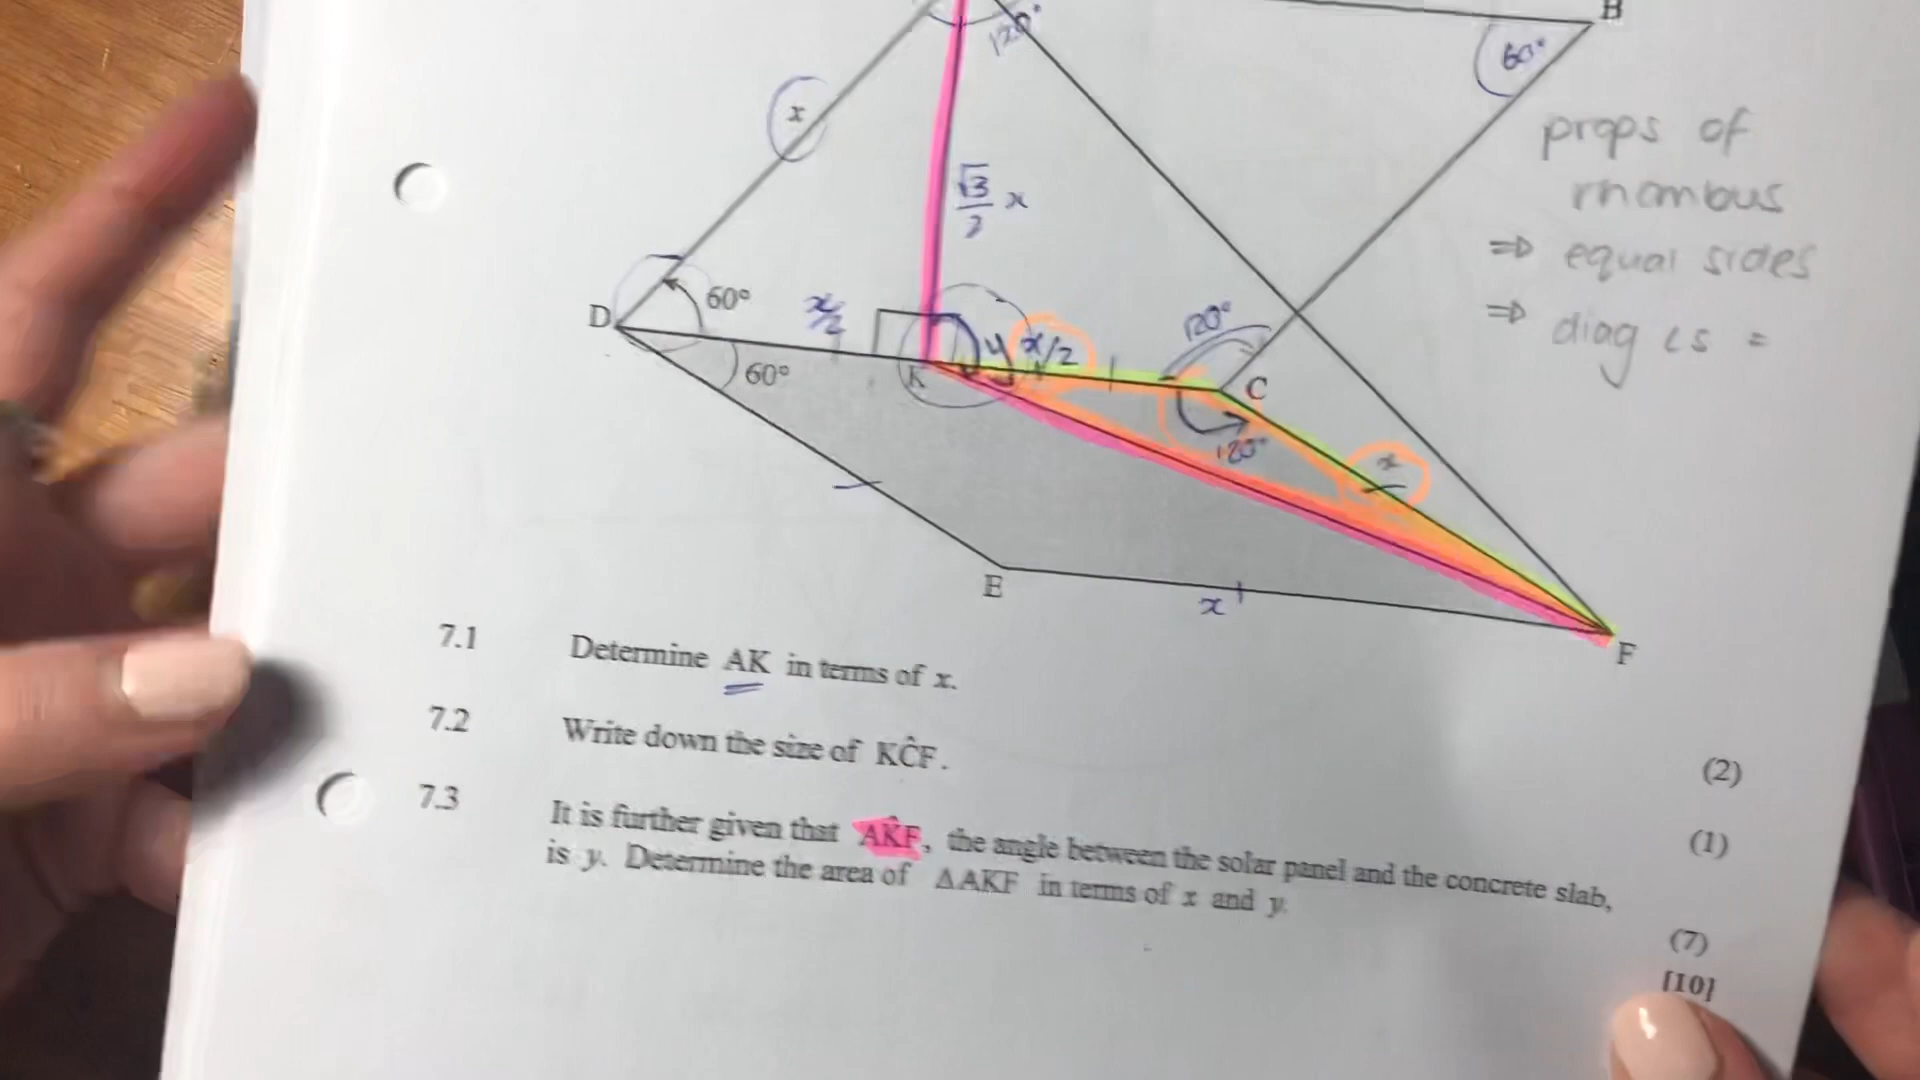 B
120°
60°
x
props of
rhombus
√3/2 x
⇒ equal sides
⇒ diag ∠s =
D
60°
x/2
y
x/2
120°
K
C
60°
120°
x
E
x
F
7.1 Determine AK in terms of x.
(2)
7.2 Write down the size of KĈF.
(1)
7.3 It is further given that AK̂F, the angle between the solar panel and the concrete slab,
is y. Determine the area of ΔAKF in terms of x and y.
(7)
[10]